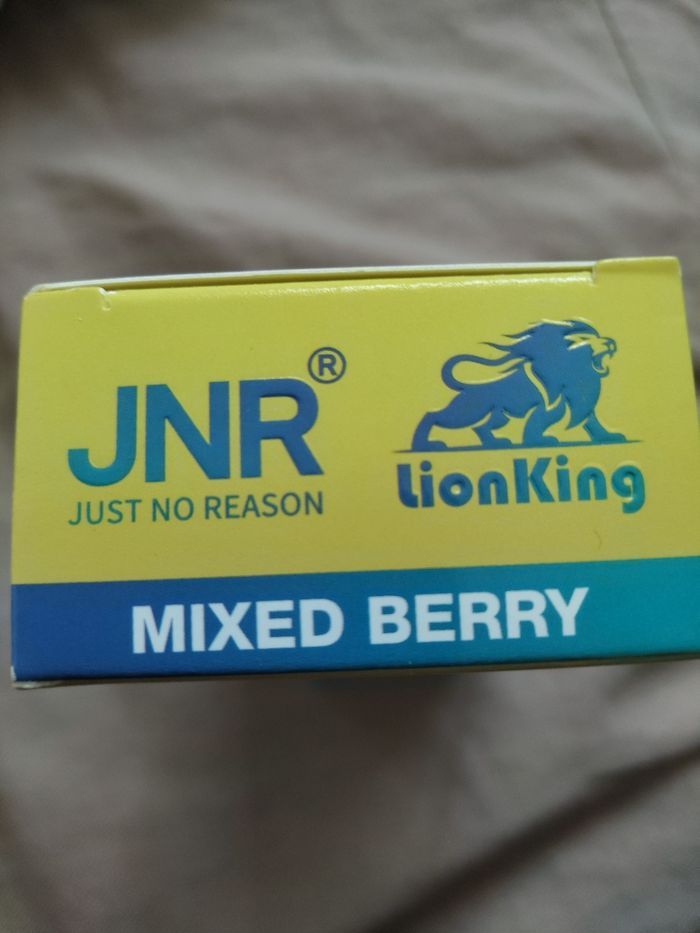 JNR® LionKing
JUST NO REASON
MIXED BERRY